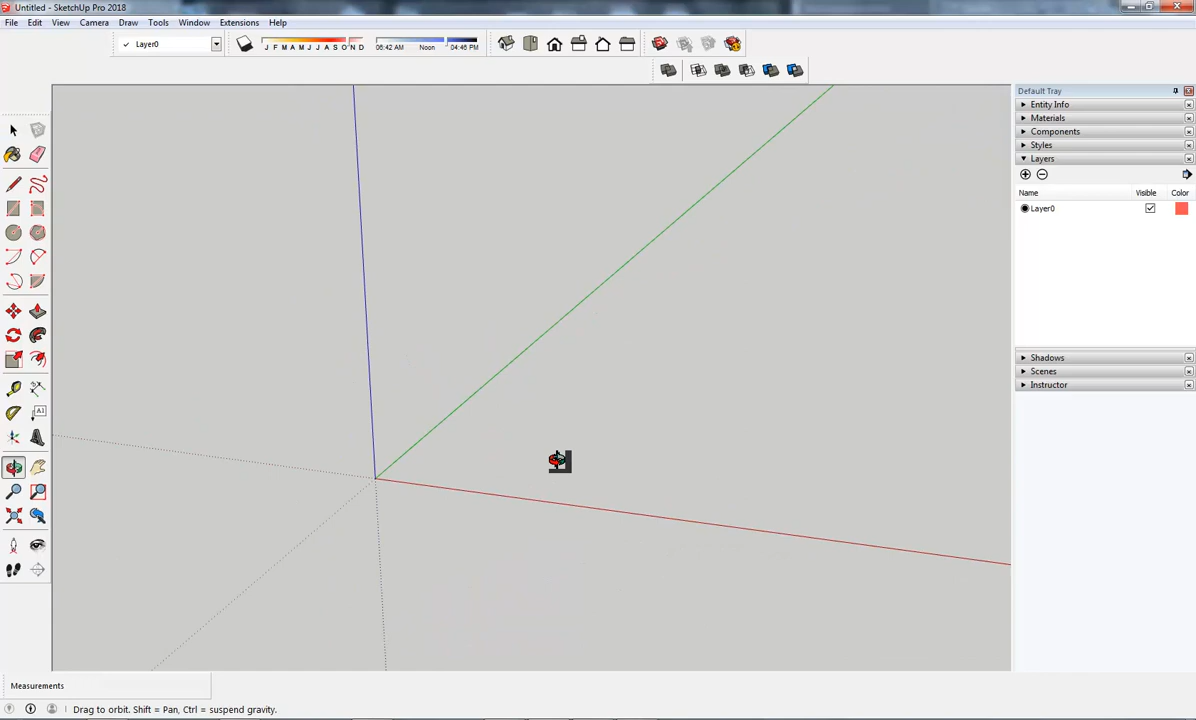 Untitled - SketchUp Pro 2018
File Edit View Camera Draw Tools Window Extensions Help
Layer0
J F M A M J J A S O N D
06:42 AM Noon 04:46 PM
Default Tray
Entity Info
Materials
Components
Styles
Layers
Name Visible Color
Layer0
Shadows
Scenes
Instructor
A1
Measurements
Drag to orbit. Shift = Pan, Ctrl = suspend gravity.